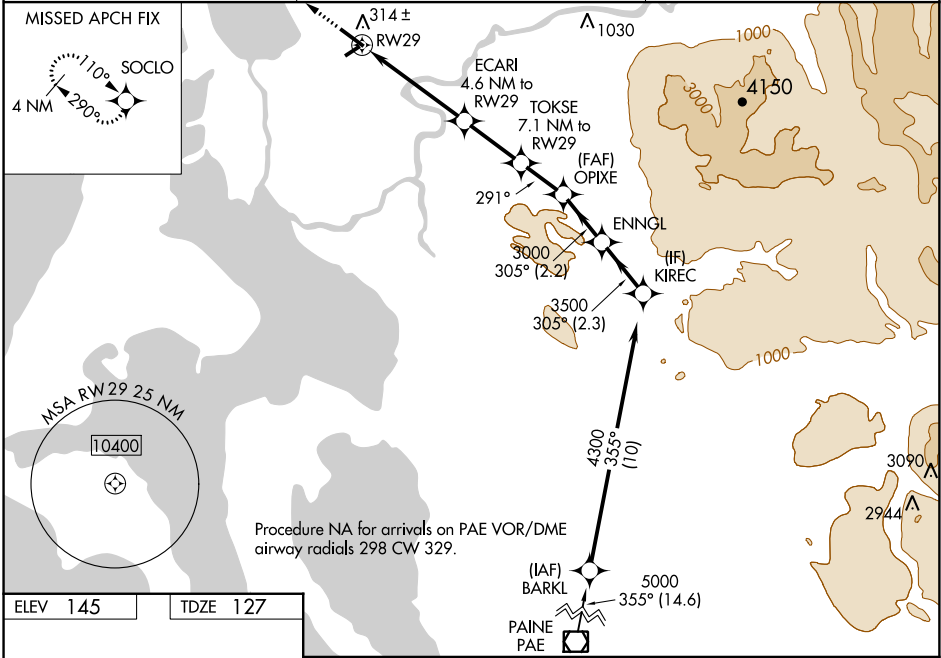 MISSED APCH FIX
110°
SOCLO
4 NM
290°
314 ±
RW29
1030
1000
3000
4150
ECARI
4.6 NM to
RW29
TOKSE
7.1 NM to
RW29
(FAF)
OPIXE
291°
ENNGL
3000
305° (2.2)
(IF)
KIREC
3500
305° (2.3)
1000
MSA RW29 25 NM
10400
4300
355°
(10)
3090
2944
Procedure NA for arrivals on PAE VOR/DME
airway radials 298 CW 329.
(IAF)
BARKL
5000
355° (14.6)
PAINE
PAE
ELEV 145
TDZE 127